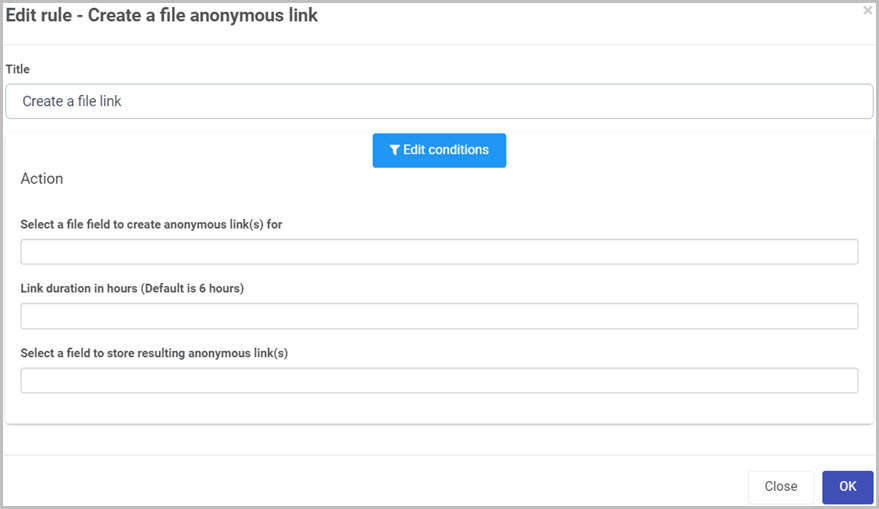 Edit rule - Create a file anonymous link
×
Title
Create a file link
Edit conditions
Action
Select a file field to create anonymous link(s) for
Link duration in hours (Default is 6 hours)
Select a field to store resulting anonymous link(s)
Close
OK